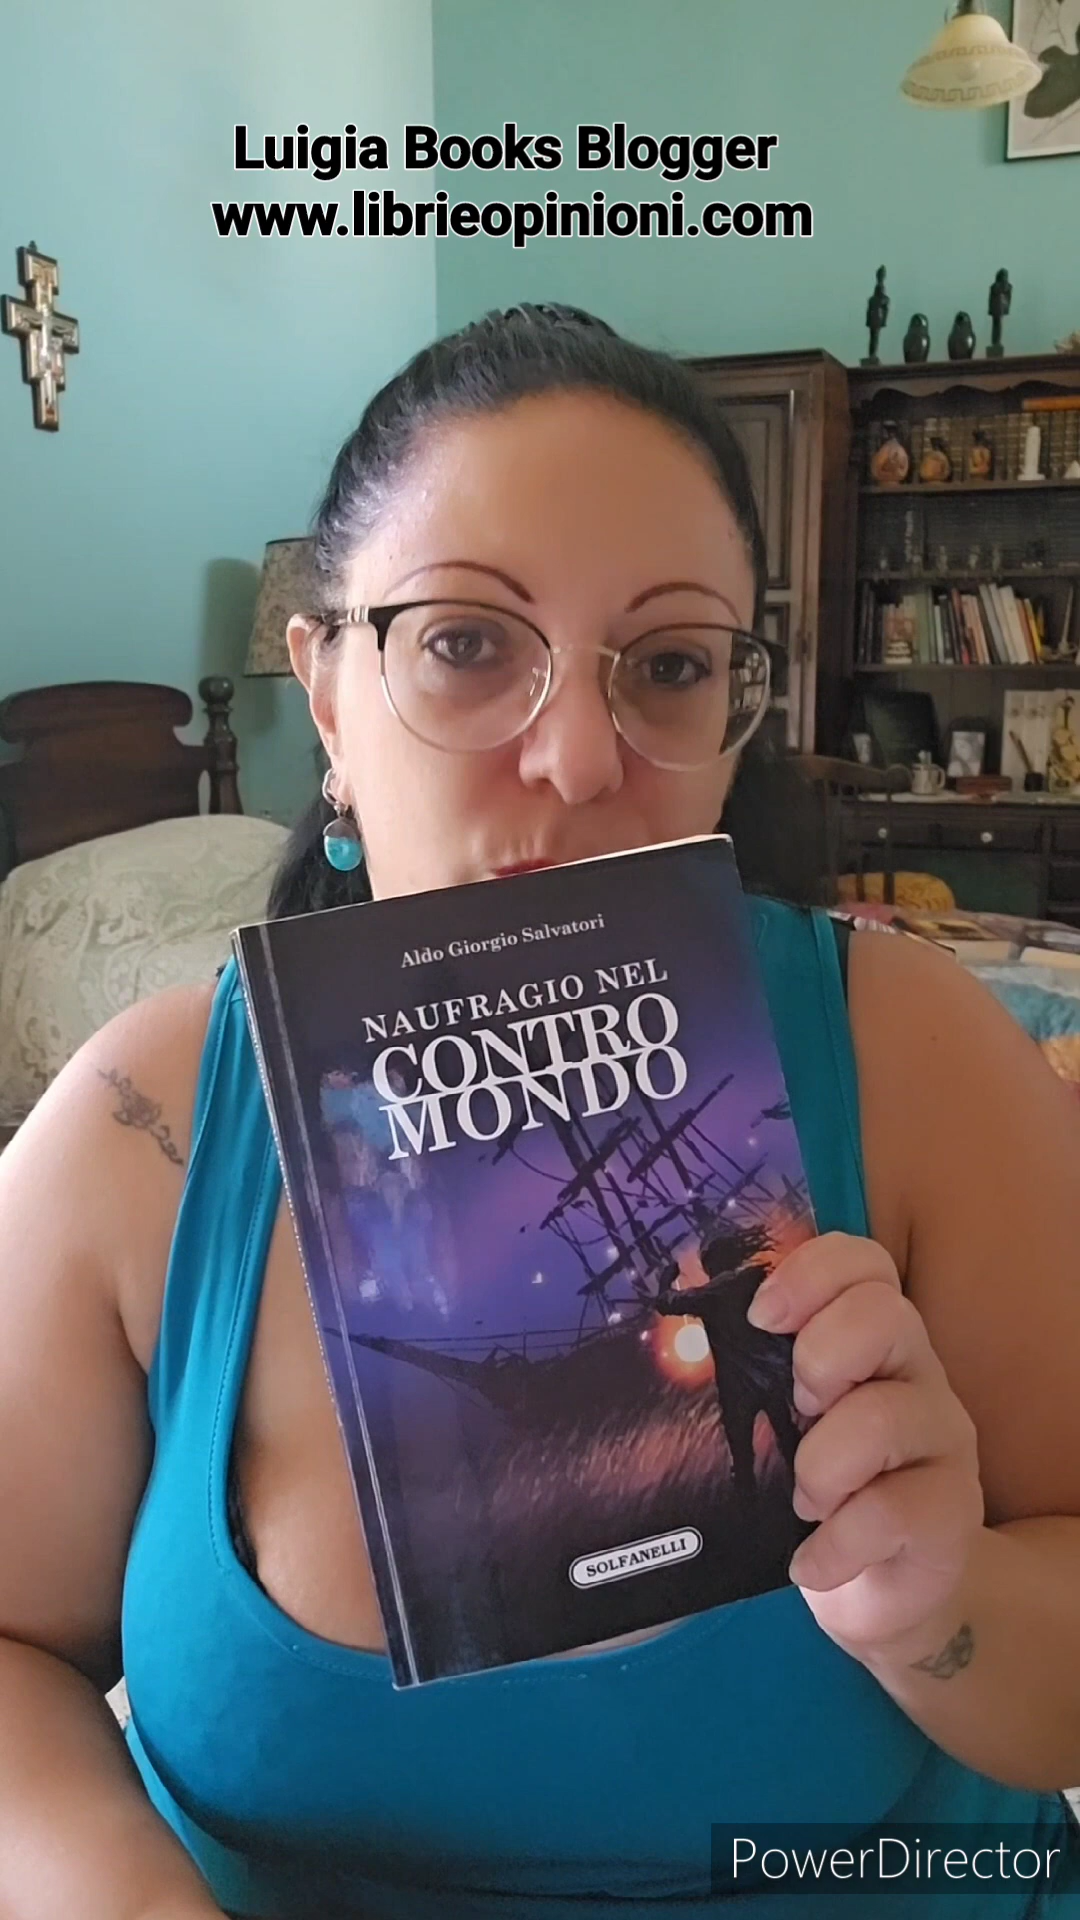 Luigia Books Blogger
www.librieopinioni.com
Aldo Giorgio Salvatori
NAUFRAGIO NEL
CONTRO
MONDO
SOLFANELLI
PowerDirector